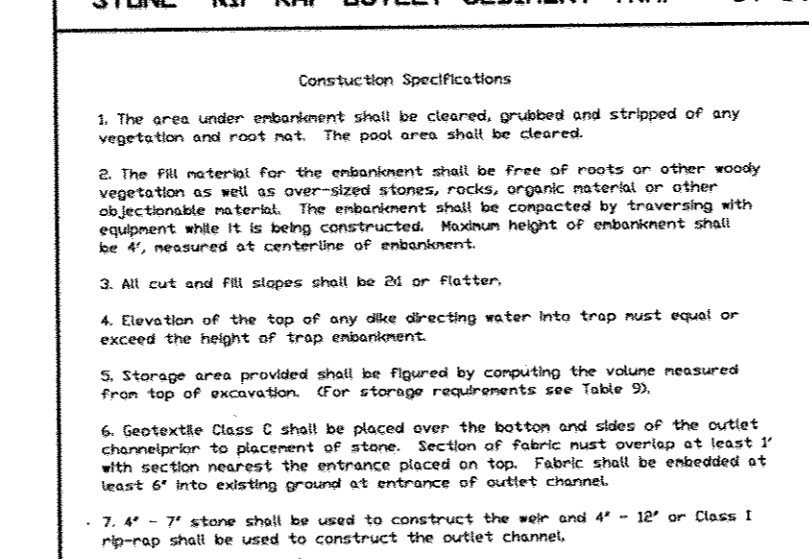 STONE RIP RAP OUTLET SEDIMENT TRAP
Constuction Specifications
1. The area under embankment shall be cleared, grubbed and stripped of any
vegetation and root mat. The pool area shall be cleared.
2. The fill material for the embankment shall be free of roots or other woody
vegetation as well as over-sized stones, rocks, organic material or other
objectionable material. The embankment shall be compacted by traversing with
equipment while it is being constructed. Maximum height of embankment shall
be 4', measured at centerline of embankment.
3. All cut and fill slopes shall be 2:1 or flatter.
4. Elevation of the top of any dike directing water into trap must equal or
exceed the height of trap embankment.
5. Storage area provided shall be figured by computing the volume measured
from top of excavation. (For storage requirements see Table 9).
6. Geotextile Class C shall be placed over the bottom and sides of the outlet
channelprior to placement of stone. Section of fabric must overlap at least 1'
with section nearest the entrance placed on top. Fabric shall be embedded at
least 6" into existing ground at entrance of outlet channel.
7. 4" - 7" stone shall be used to construct the weir and 4" - 12" or Class I
rip-rap shall be used to construct the outlet channel.